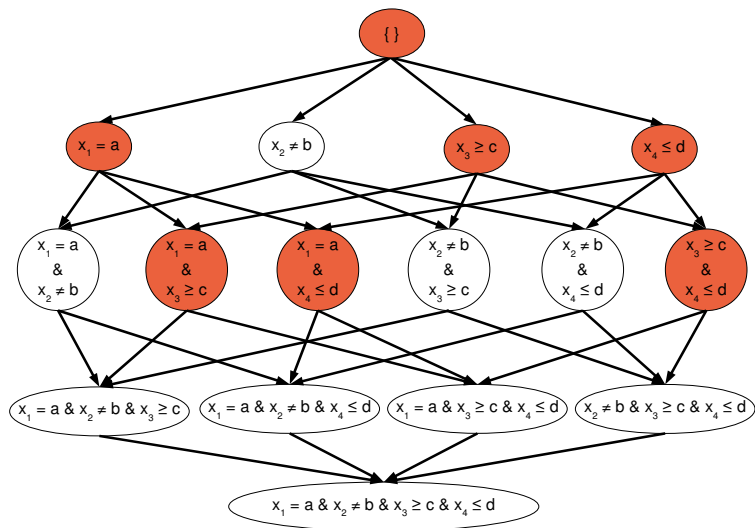 { }
x₁ = a
x₂ ≠ b
x₃ ≥ c
x₄ ≤ d
x₁ = a
&
x₂ ≠ b
x₁ = a
&
x₃ ≥ c
x₁ = a
&
x₄ ≤ d
x₂ ≠ b
&
x₃ ≥ c
x₂ ≠ b
&
x₄ ≤ d
x₃ ≥ c
&
x₄ ≤ d
x₁ = a & x₂ ≠ b & x₃ ≥ c
x₁ = a & x₂ ≠ b & x₄ ≤ d
x₁ = a & x₃ ≥ c & x₄ ≤ d
x₂ ≠ b & x₃ ≥ c & x₄ ≤ d
x₁ = a & x₂ ≠ b & x₃ ≥ c & x₄ ≤ d